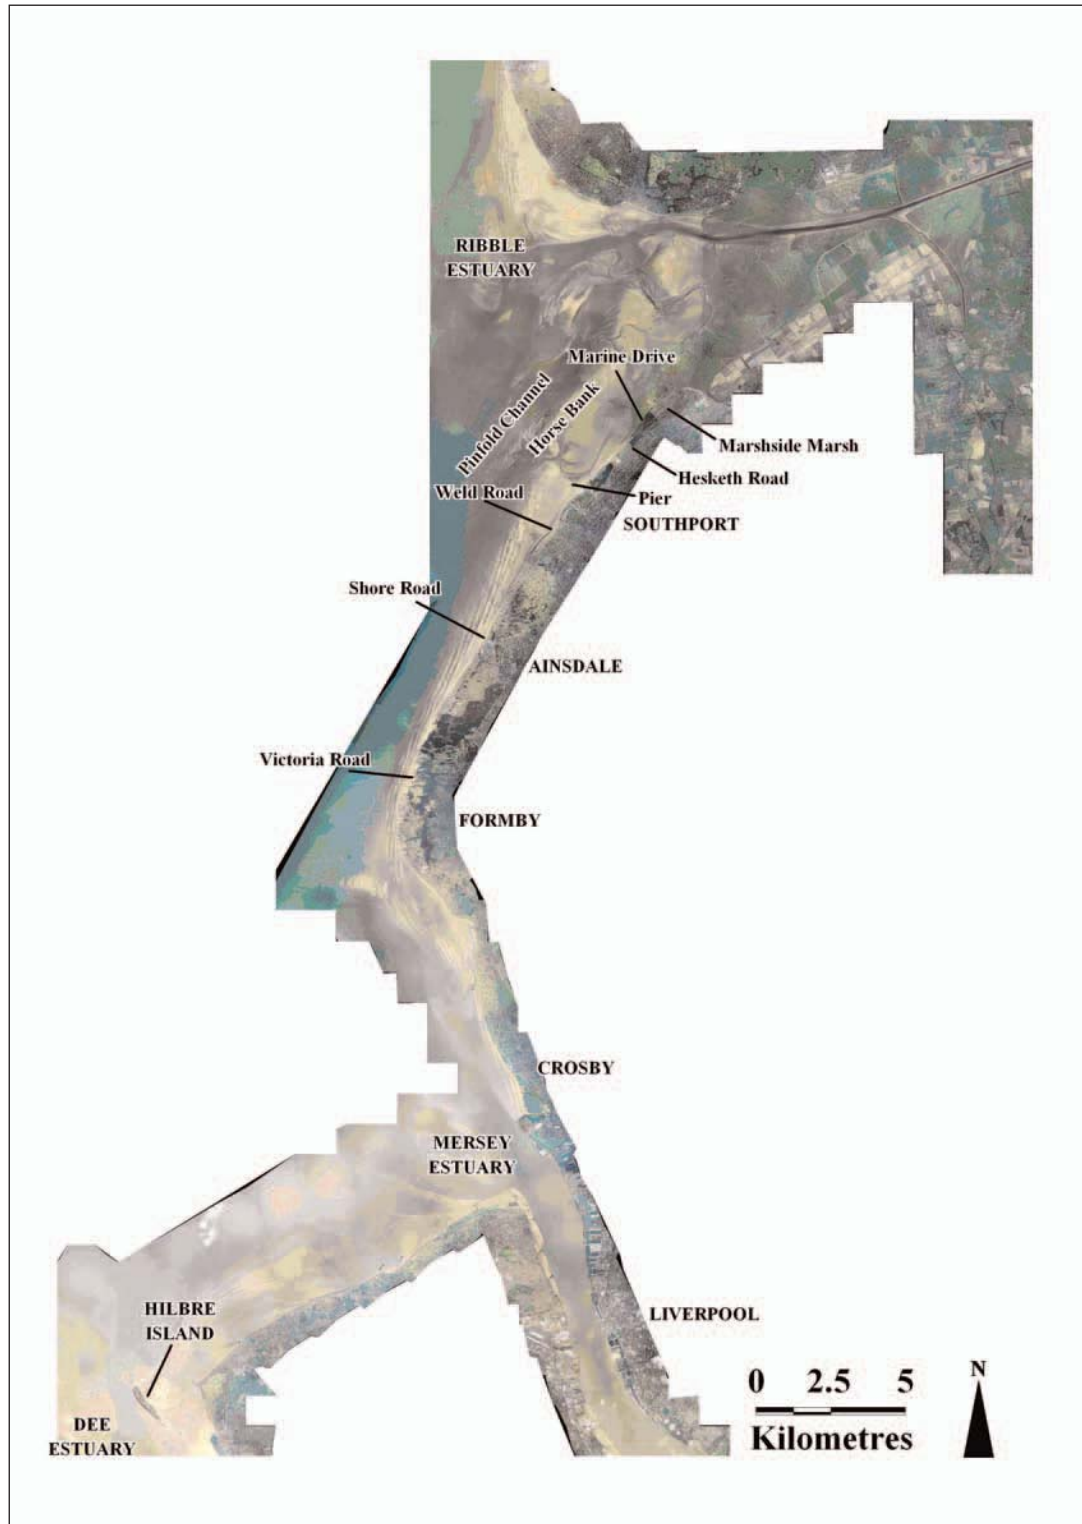 RIBBLE
ESTUARY
Marine Drive
Pinfold Channel
Horse Bank
Marshside Marsh
Hesketh Road
Weld Road
Pier
SOUTHPORT
Shore Road
AINSDALE
Victoria Road
FORMBY
CROSBY
MERSEY
ESTUARY
HILBRE
ISLAND
LIVERPOOL
DEE
ESTUARY
0 2.5 5
Kilometres
N